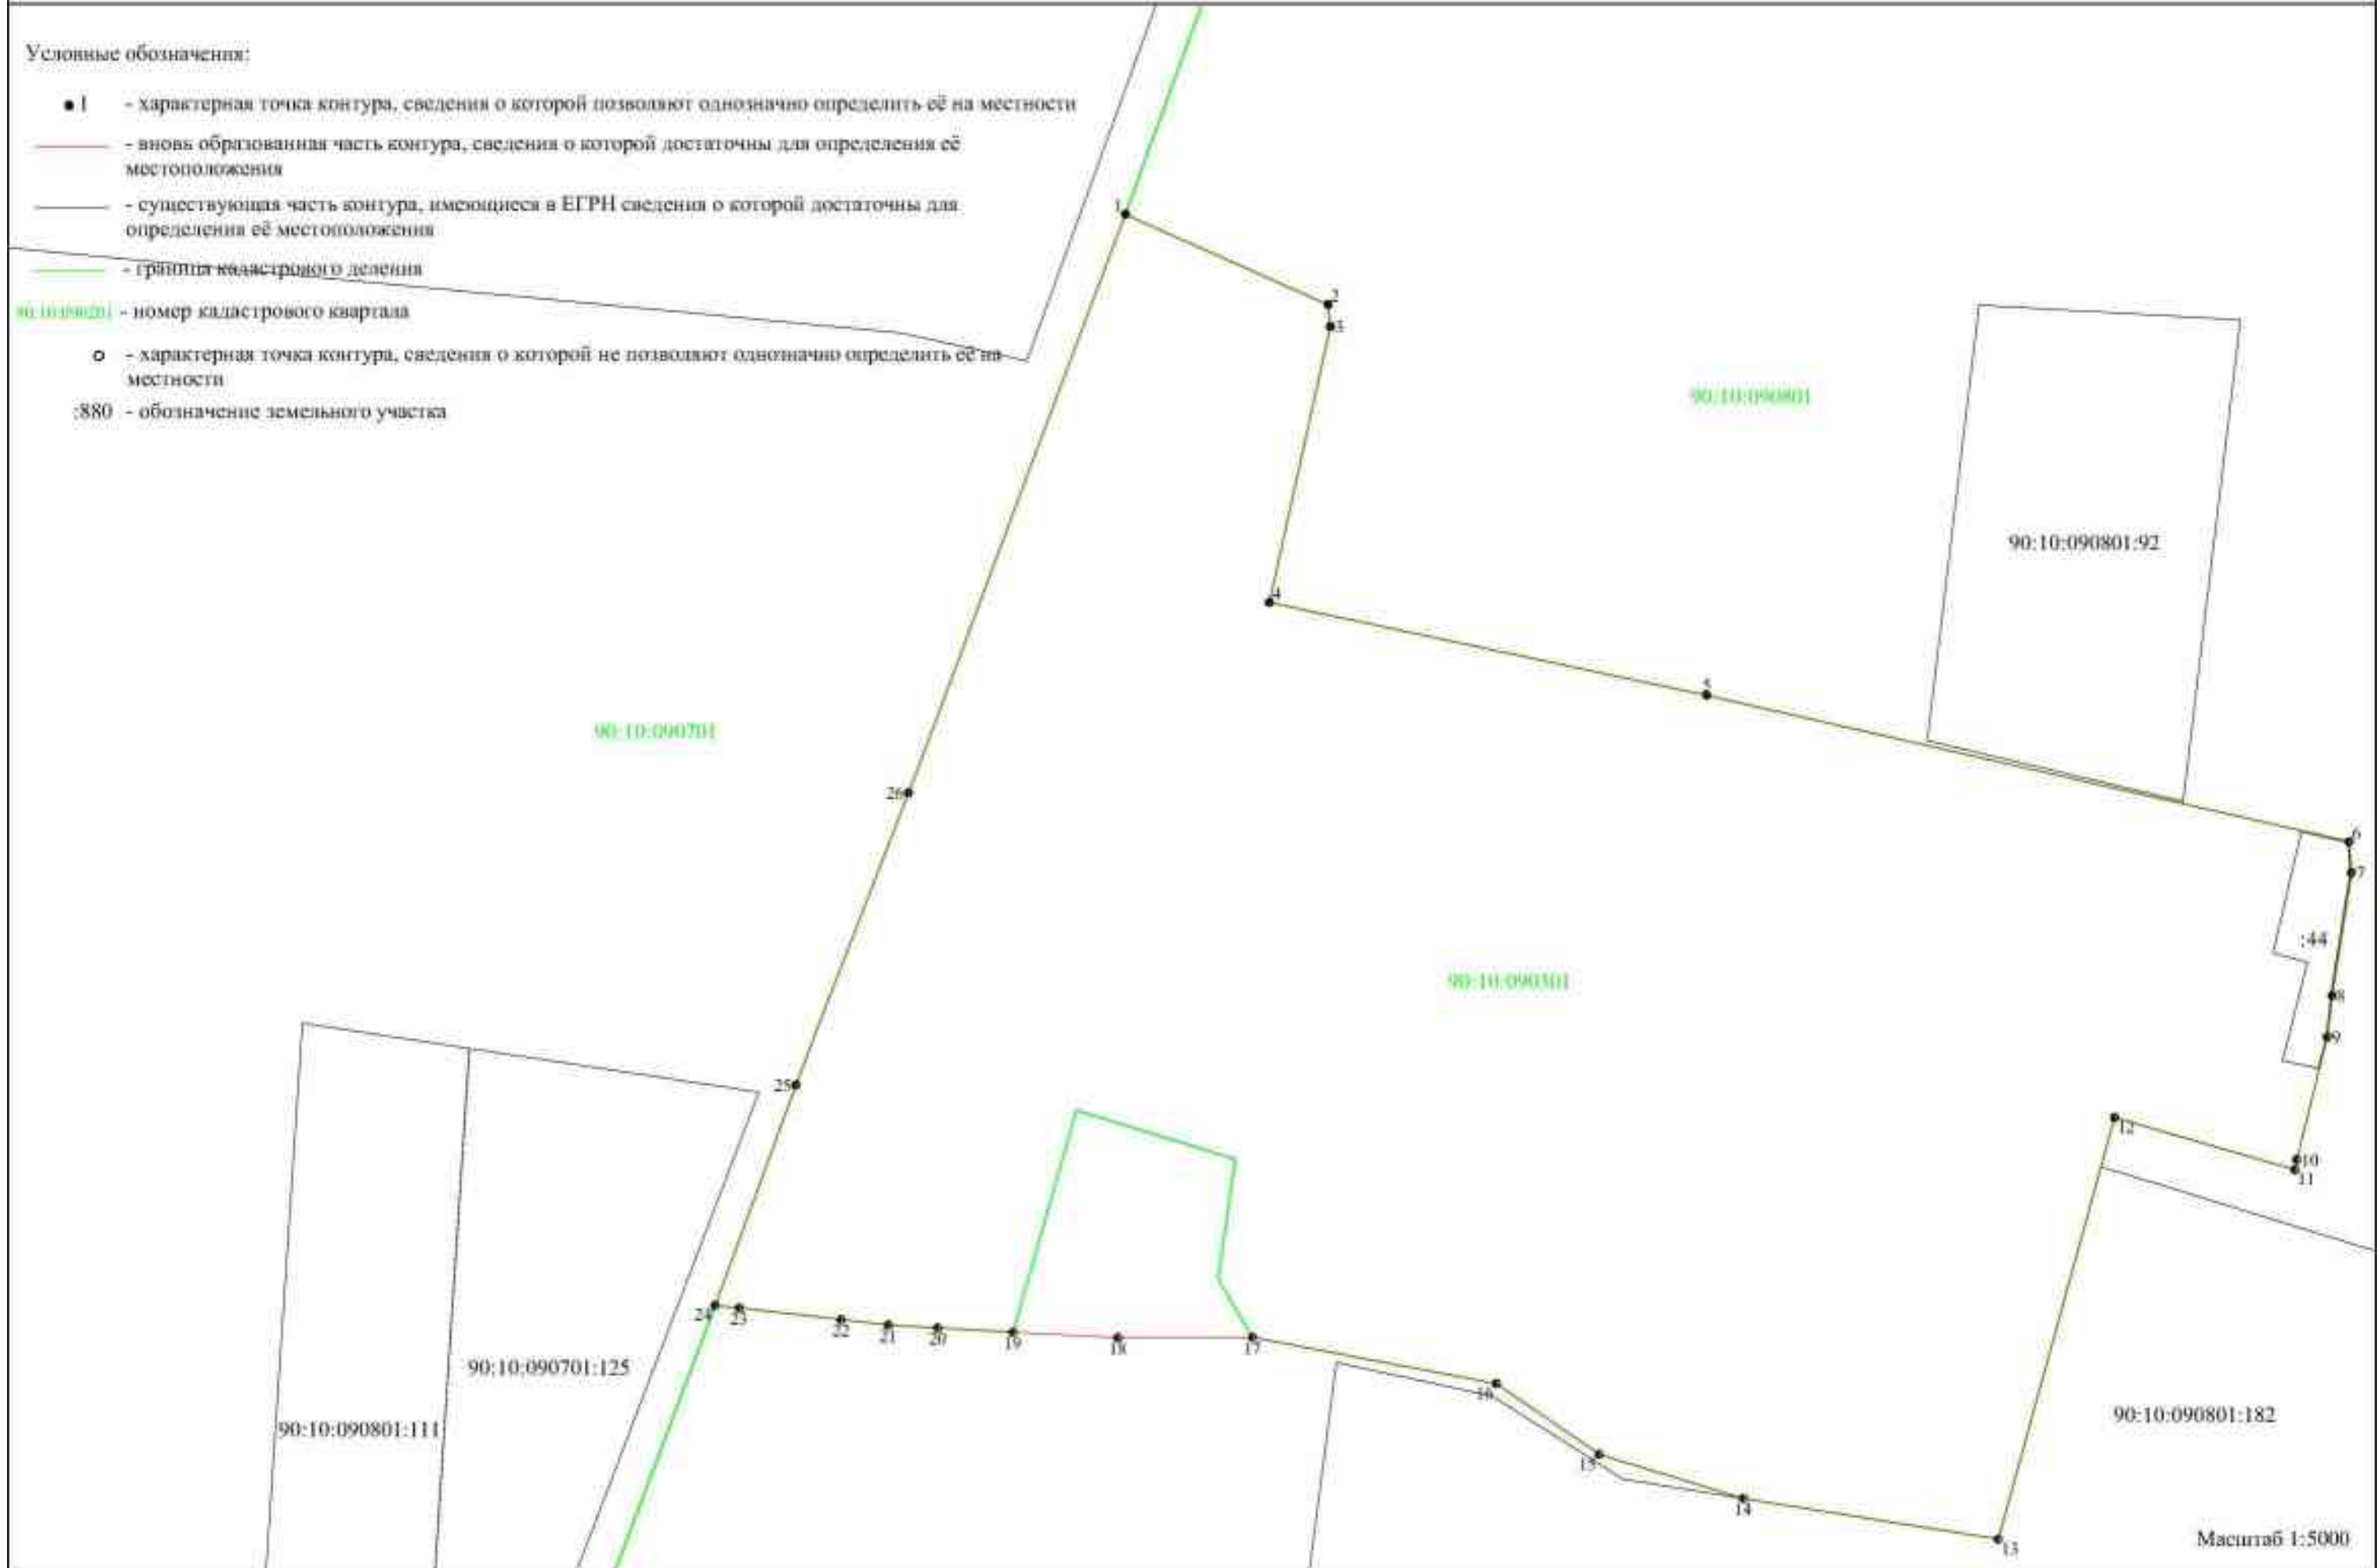 Условные обозначения:
1 - характерная точка контура, сведения о которой позволяют однозначно определить её на местности
- вновь образованная часть контура, сведения о которой достаточны для определения её
местоположения
- существующая часть контура, имеющиеся в ЕГРН сведения о которой достаточны для
определения её местоположения
- граница кадастрового деления
90:10:090201 - номер кадастрового квартала
- характерная точка контура, сведения о которой не позволяют однозначно определить её на
местности
:880 - обозначение земельного участка
1
2
3
90:10:090801
90:10:090801:92
4
5
90:10:090701
26
6
7
:44
90:10:090301
8
9
25
12
10
11
24
23
22
21
20
19
18
17
90:10:090701:125
16
90:10:090801:111
90:10:090801:182
15
14
13
Масштаб 1:5000